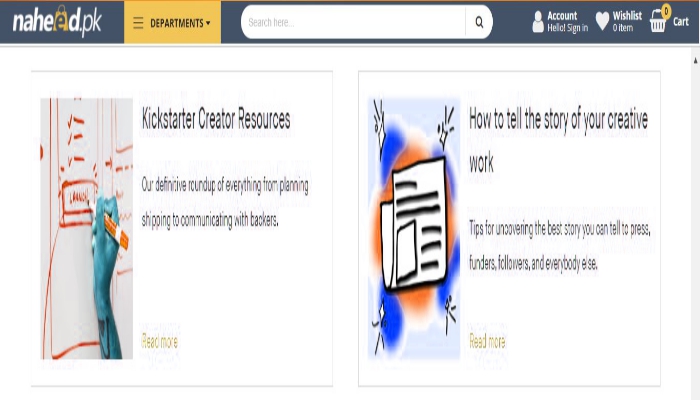 naheed.pk
DEPARTMENTS
Search here...
Account
Hello! Sign in
Wishlist
0 item
0
Cart
Kickstarter Creator Resources
Our definitive roundup of everything from planning
shipping to communicating with backers.
Read more
How to tell the story of your creative
work
Tips for uncovering the best story you can tell to press,
funders, followers, and everybody else.
Read more